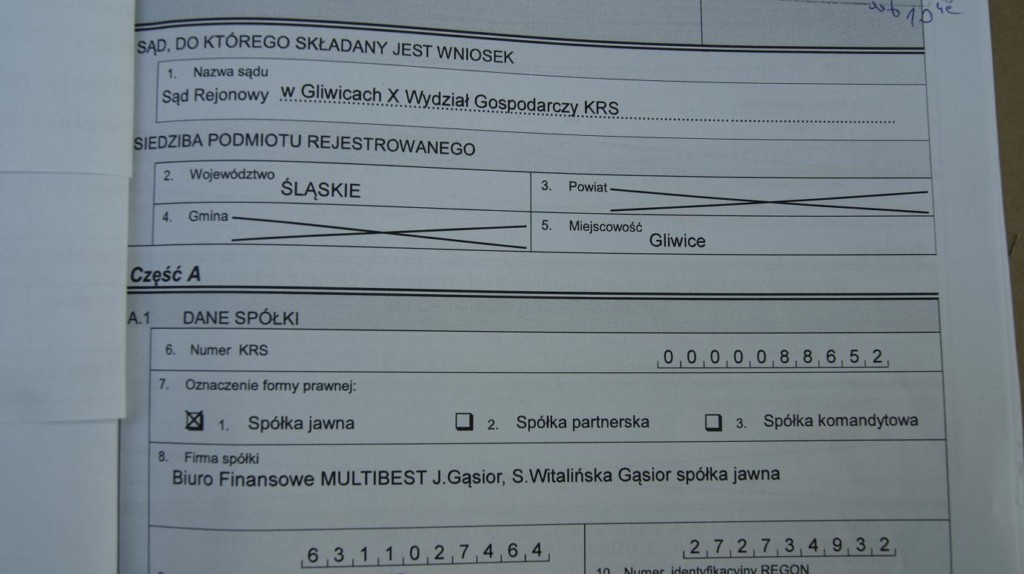 SĄD, DO KTÓREGO SKŁADANY JEST WNIOSEK
1. Nazwa sądu
Sąd Rejonowy w Gliwicach X Wydział Gospodarczy KRS
SIEDZIBA PODMIOTU REJESTROWANEGO
2. Województwo
ŚLĄSKIE
3. Powiat
4. Gmina
5. Miejscowość
Gliwice
Część A
A.1 DANE SPÓŁKI
6. Numer KRS
0000088652
7. Oznaczenie formy prawnej:
1. Spółka jawna 2. Spółka partnerska 3. Spółka komandytowa
8. Firma spółki
Biuro Finansowe MULTIBEST J.Gąsior, S.Witalińska Gąsior spółka jawna
6311027464
272734932
10. Numer identyfikacyjny REGON